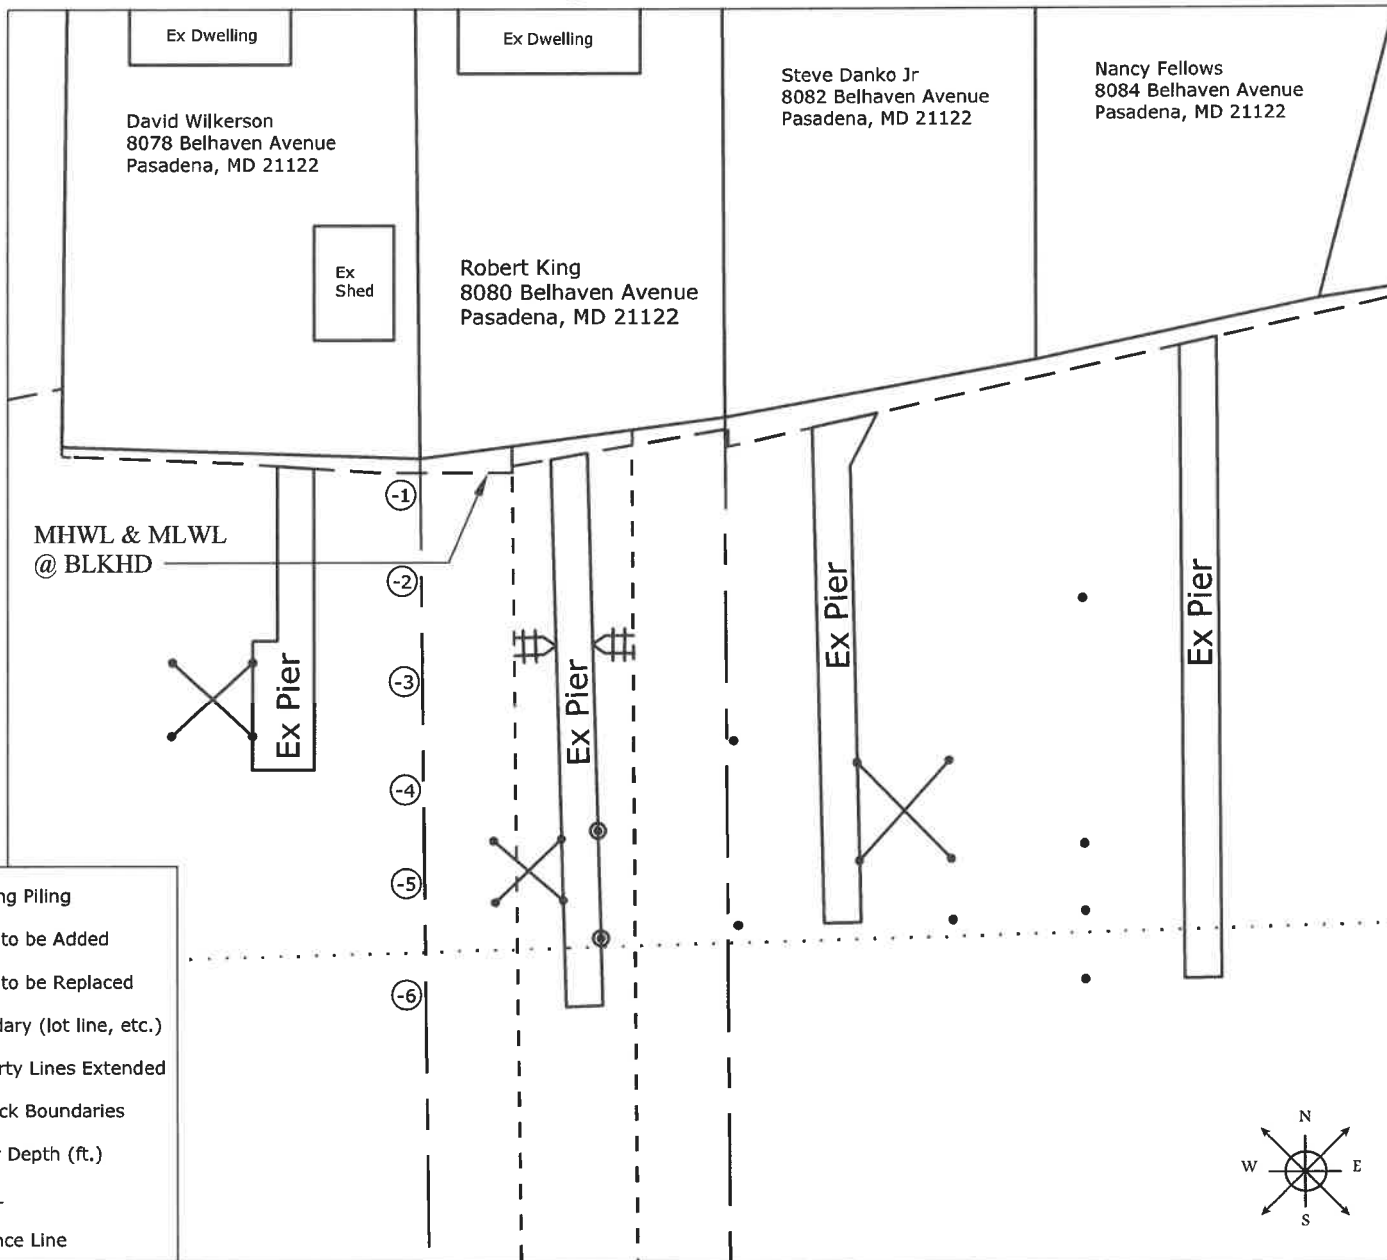 Ex Dwelling
Ex Dwelling
David Wilkerson
8078 Belhaven Avenue
Pasadena, MD 21122
Steve Danko Jr
8082 Belhaven Avenue
Pasadena, MD 21122
Nancy Fellows
8084 Belhaven Avenue
Pasadena, MD 21122
Ex
Shed
Robert King
8080 Belhaven Avenue
Pasadena, MD 21122
MHWL & MLWL
@ BLKHD
-1
-2
-3
-4
-5
-6
Ex Pier
Ex Pier
Ex Pier
Ex Pier
ng Piling
to be Added
to be Replaced
dary (lot line, etc.)
rty Lines Extended
ck Boundaries
Depth (ft.)
nce Line
N
W E
S